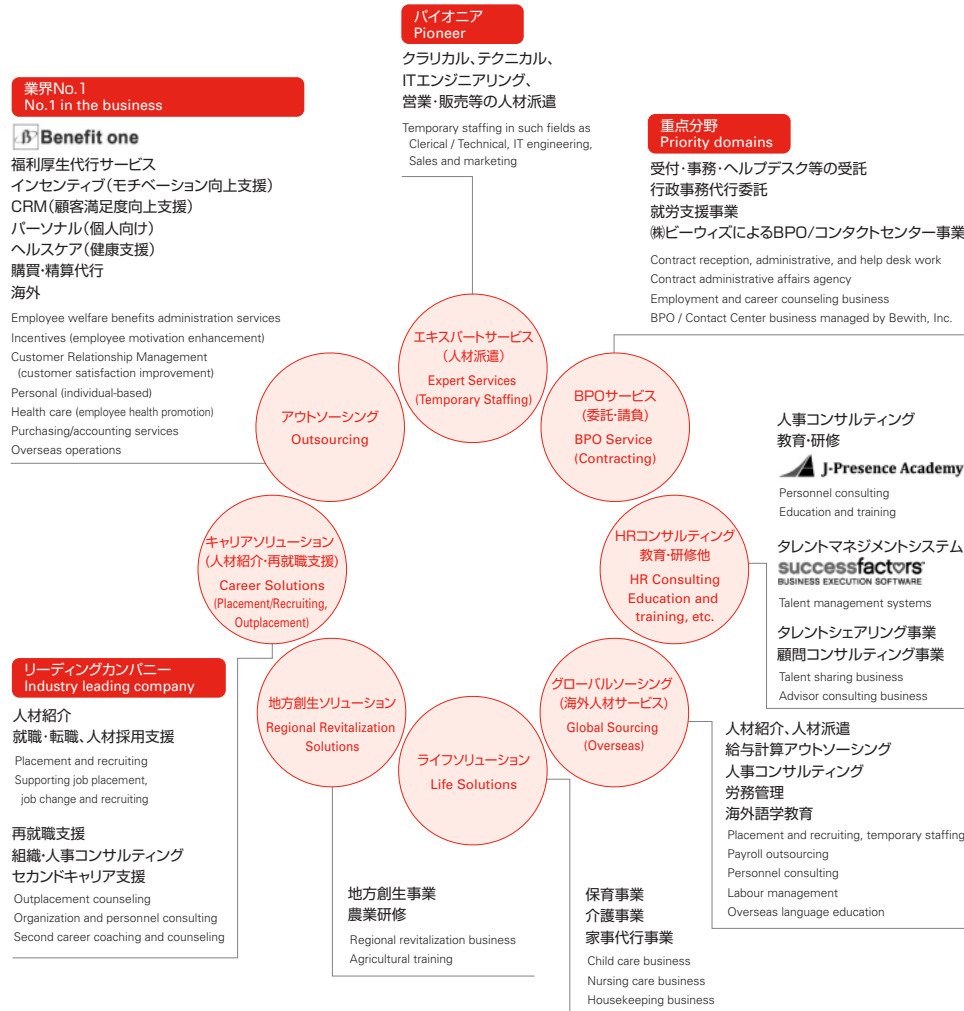 パイオニア
Pioneer
クラリカル、テクニカル、
ITエンジニアリング、
営業・販売等の人材派遣
Temporary staffing in such fields as
Clerical / Technical, IT engineering,
Sales and marketing
業界No.1
No.1 in the business
Benefit one
福利厚生代行サービス
インセンティブ（モチベーション向上支援）
CRM（顧客満足度向上支援）
パーソナル（個人向け）
ヘルスケア（健康支援）
購買・精算代行
海外
Employee welfare benefits administration services
Incentives (employee motivation enhancement)
Customer Relationship Management
(customer satisfaction improvement)
Personal (individual-based)
Health care (employee health promotion)
Purchasing/accounting services
Overseas operations
重点分野
Priority domains
受付・事務・ヘルプデスク等の受託
行政事務代行委託
就労支援事業
㈱ビーウィズによるBPO/コンタクトセンター事業
Contract reception, administrative, and help desk work
Contract administrative affairs agency
Employment and career counseling business
BPO / Contact Center business managed by Bewith, Inc.
エキスパートサービス
（人材派遣）
Expert Services
(Temporary Staffing)
アウトソーシング
Outsourcing
BPOサービス
（委託・請負）
BPO Service
(Contracting)
人事コンサルティング
教育・研修
J-Presence Academy
Personnel consulting
Education and training
タレントマネジメントシステム
successfactors
BUSINESS EXECUTION SOFTWARE
Talent management systems
タレントシェアリング事業
顧問コンサルティング事業
Talent sharing business
Advisor consulting business
キャリアソリューション
（人材紹介・再就職支援）
Career Solutions
(Placement/Recruiting,
Outplacement)
HRコンサルティング
教育・研修他
HR Consulting
Education and
training, etc.
リーディングカンパニー
Industry leading company
人材紹介
就職・転職、人材採用支援
Placement and recruiting
Supporting job placement,
job change and recruiting
再就職支援
組織・人事コンサルティング
セカンドキャリア支援
Outplacement counseling
Organization and personnel consulting
Second career coaching and counseling
地方創生ソリューション
Regional Revitalization
Solutions
ライフソリューション
Life Solutions
グローバルソーシング
（海外人材サービス）
Global Sourcing
(Overseas)
人材紹介、人材派遣
給与計算アウトソーシング
人事コンサルティング
労務管理
海外語学教育
Placement and recruiting, temporary staffing
Payroll outsourcing
Personnel consulting
Labour management
Overseas language education
地方創生事業
農業研修
Regional revitalization business
Agricultural training
保育事業
介護事業
家事代行事業
Child care business
Nursing care business
Housekeeping business